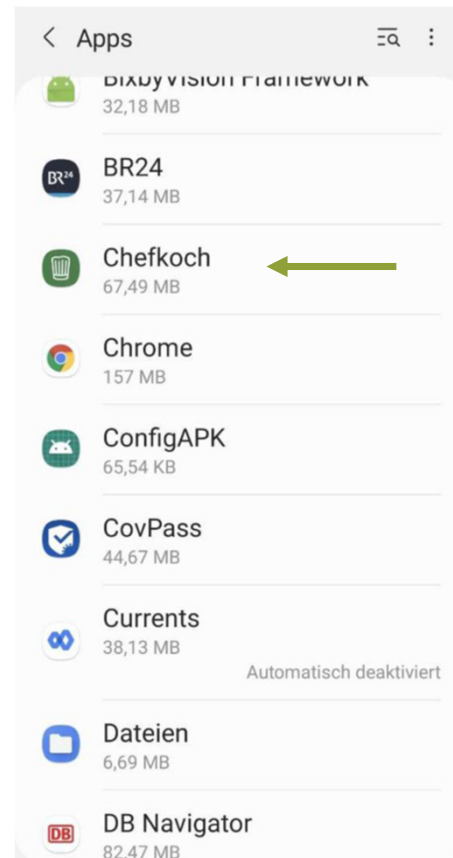 Apps
BixbyVision Framework
32,18 MB
BR24
BR24
37,14 MB
Chefkoch
67,49 MB
Chrome
157 MB
ConfigAPK
65,54 KB
CovPass
44,67 MB
Currents
38,13 MB
Automatisch deaktiviert
Dateien
6,69 MB
DB
DB Navigator
82,47 MB